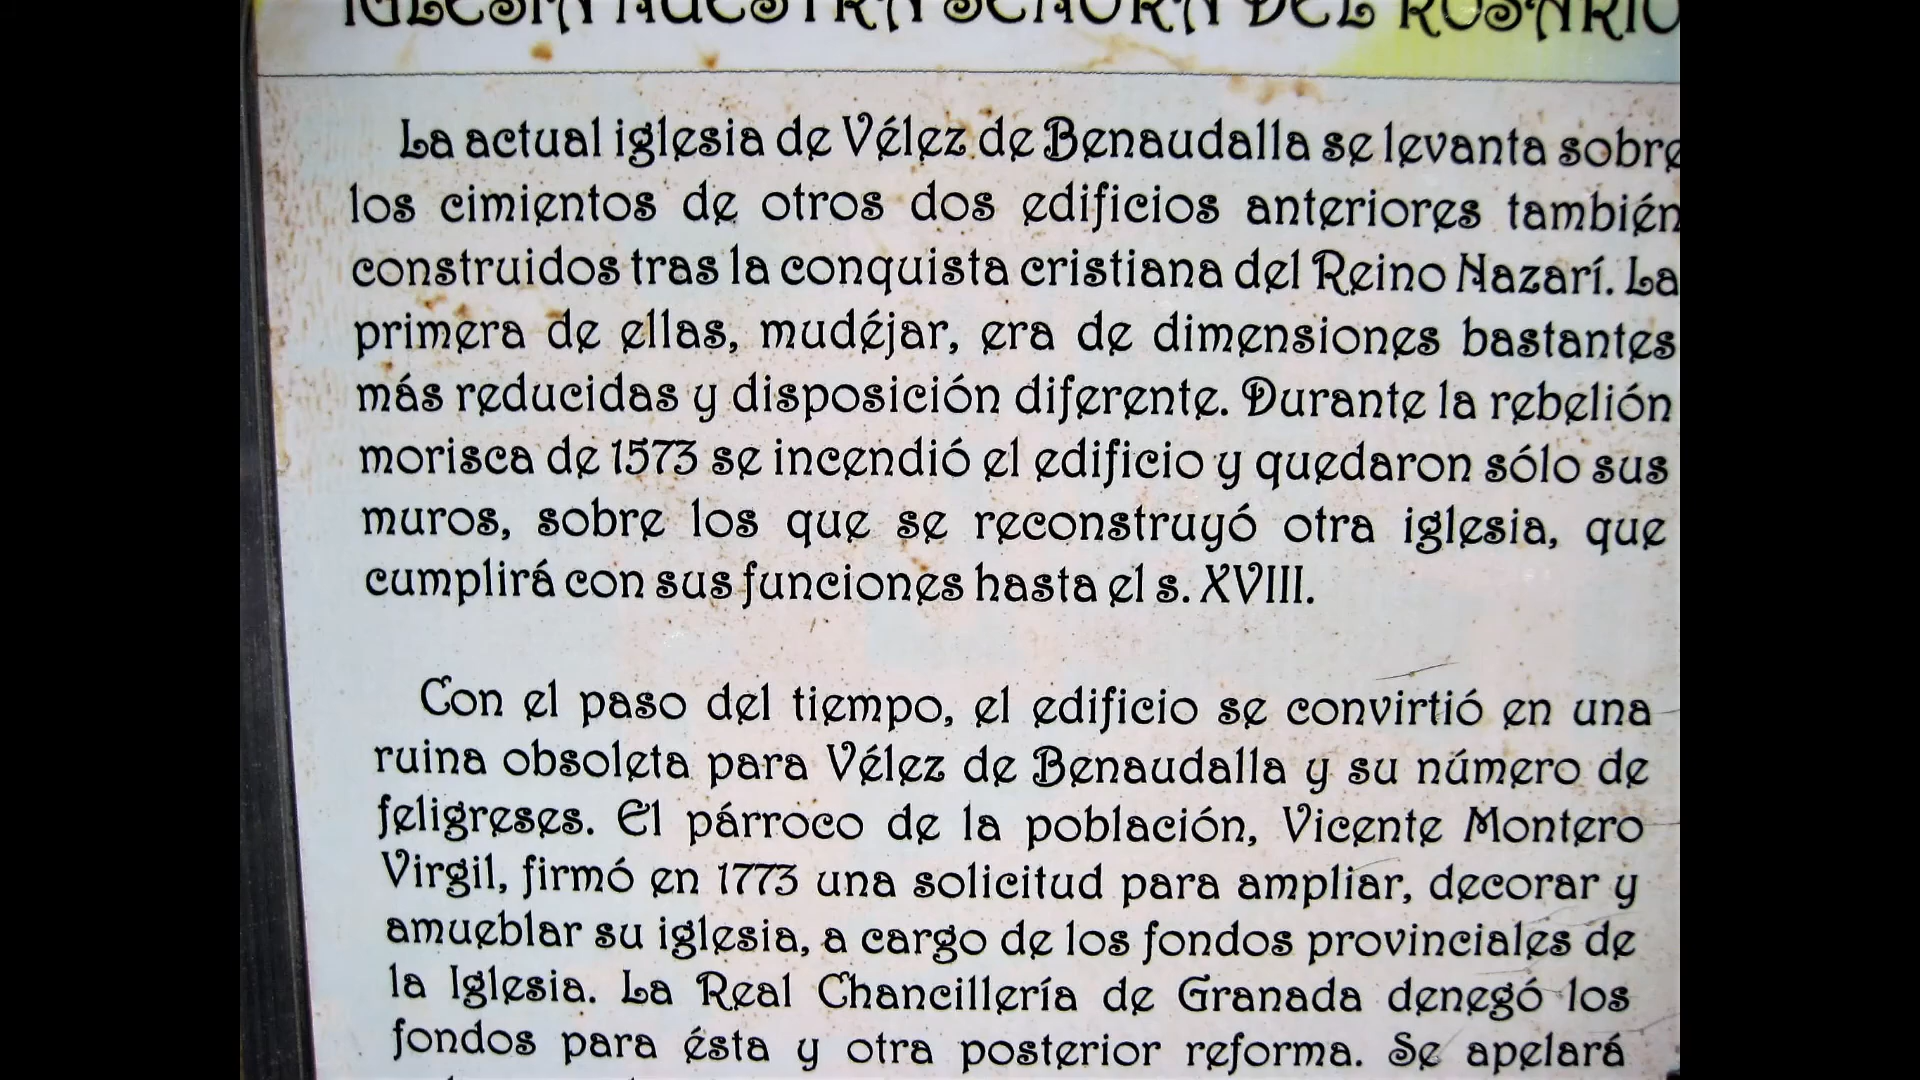 IGLESIA NUESTRA SEÑORA DEL ROSARIO
La actual iglesia de Vélez de Benaudalla se levanta sobre
los cimientos de otros dos edificios anteriores también
construidos tras la conquista cristiana del Reino Nazarí. La
primera de ellas, mudéjar, era de dimensiones bastantes
más reducidas y disposición diferente. Durante la rebelión
morisca de 1573 se incendió el edificio y quedaron sólo sus
muros, sobre los que se reconstruyó otra iglesia, que
cumplirá con sus funciones hasta el s. XVIII.
Con el paso del tiempo, el edificio se convirtió en una
ruina obsoleta para Vélez de Benaudalla y su número de
feligreses. El párroco de la población, Vicente Montero
Virgil, firmó en 1773 una solicitud para ampliar, decorar y
amueblar su iglesia, a cargo de los fondos provinciales de
la Iglesia. La Real Chancillería de Granada denegó los
fondos para ésta y otra posterior reforma. Se apelará